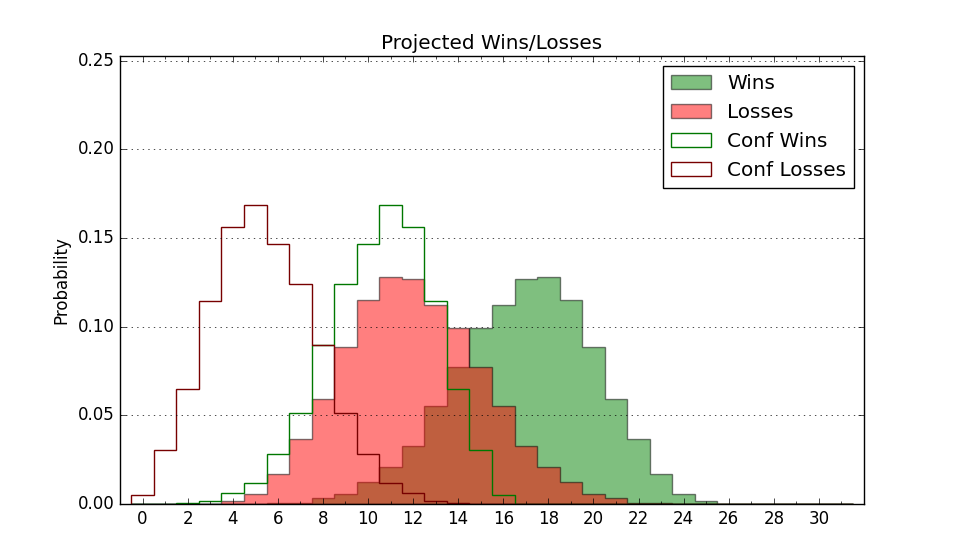 Projected Wins/Losses
0.25
0.20
0.15
0.10
0.05
0.00
Probability
Wins
Losses
Conf Wins
Conf Losses
0 2 4 6 8 10 12 14 16 18 20 22 24 26 28 30